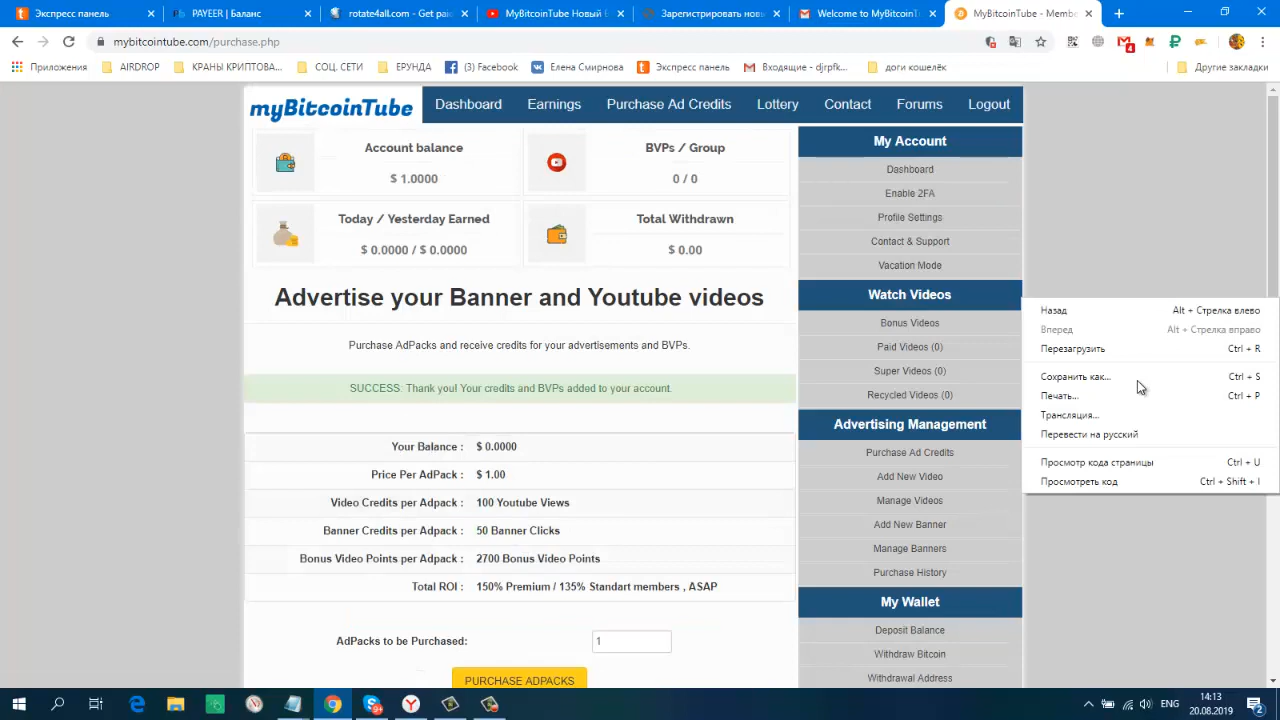 Экспресс панель
PAYEER | Баланс
rotate4all.com - Get pai
MyBitcoinTube Новый Б
Зарегистрировать новы
Welcome to MyBitcoinTu
MyBitcoinTube - Membe
mybitcointube.com/purchase.php
4
Приложения
AIRDROP
КРАНЫ КРИПТОВА...
СОЦ. СЕТИ
ЕРУНДА
(3) Facebook
Елена Смирнова
Экспресс панель
Входящие - djrpfk...
доги кошелёк
Другие закладки
myBitcoinTube
Dashboard
Earnings
Purchase Ad Credits
Lottery
Contact
Forums
Logout
Account balance
$ 1.0000
BVPs / Group
0 / 0
Today / Yesterday Earned
$ 0.0000 / $ 0.0000
Total Withdrawn
$ 0.00
Advertise your Banner and Youtube videos
Purchase AdPacks and receive credits for your advertisements and BVPs.
SUCCESS: Thank you! Your credits and BVPs added to your account.
Your Balance : $ 0.0000
Price Per AdPack : $ 1.00
Video Credits per Adpack : 100 Youtube Views
Banner Credits per Adpack : 50 Banner Clicks
Bonus Video Points per Adpack : 2700 Bonus Video Points
Total ROI : 150% Premium / 135% Standart members , ASAP
AdPacks to be Purchased: 1
PURCHASE ADPACKS
My Account
Dashboard
Enable 2FA
Profile Settings
Contact & Support
Vacation Mode
Watch Videos
Bonus Videos
Paid Videos (0)
Super Videos (0)
Recycled Videos (0)
Advertising Management
Purchase Ad Credits
Add New Video
Manage Videos
Add New Banner
Manage Banners
Purchase History
My Wallet
Deposit Balance
Withdraw Bitcoin
Withdrawal Address
Назад Alt + Стрелка влево
Вперед Alt + Стрелка вправо
Перезагрузить Ctrl + R
Сохранить как... Ctrl + S
Печать... Ctrl + P
Трансляция...
Перевести на русский
Просмотр кода страницы Ctrl + U
Просмотреть код Ctrl + Shift + I
ENG
14:13
20.08.2019
2